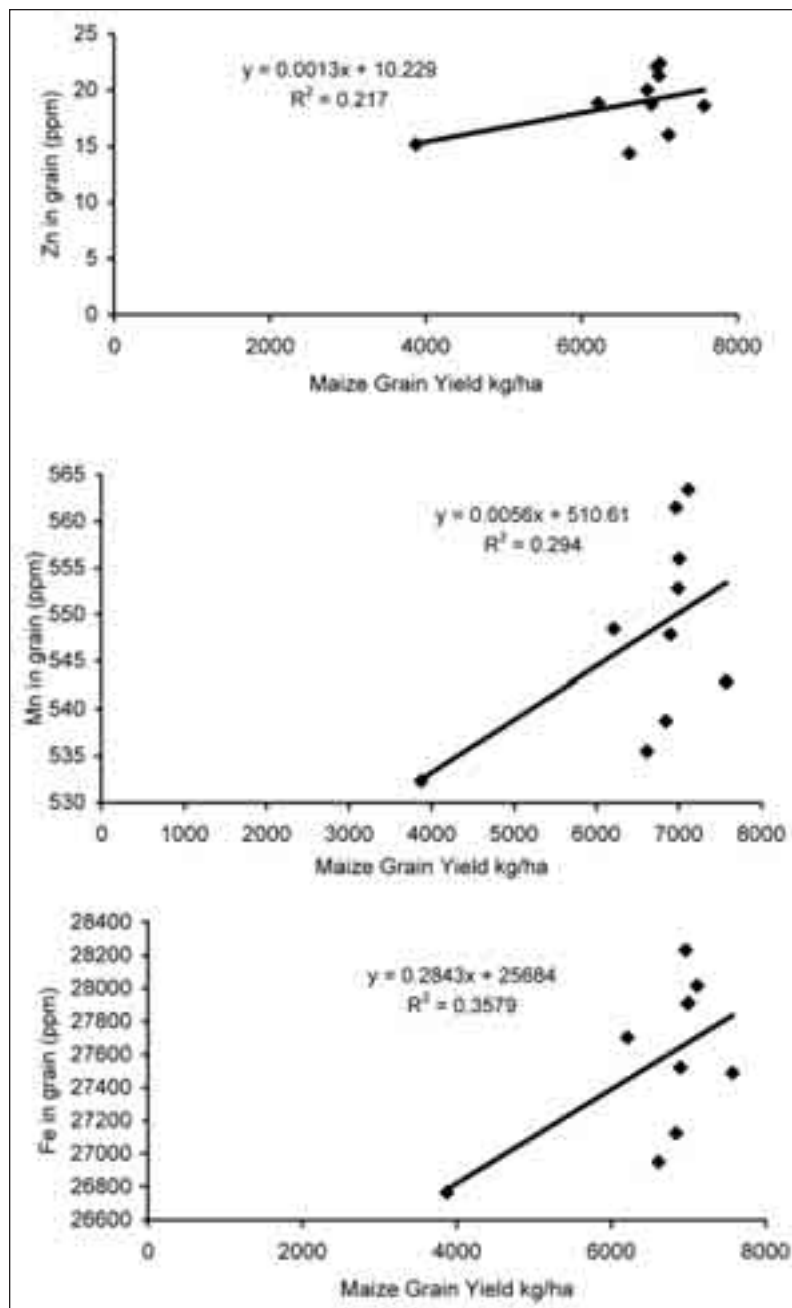 25
20
15
10
5
0
Zn in grain (ppm)
y = 0.0013x + 10.229
R² = 0.217
0 2000 4000 6000 8000
Maize Grain Yield kg/ha
565
560
555
550
545
540
535
530
Mn in grain (ppm)
y = 0.0056x + 510.61
R² = 0.294
0 1000 2000 3000 4000 5000 6000 7000 8000
Maize Grain Yield kg/ha
28400
28200
28000
27800
27600
27400
27200
27000
26800
26600
Fe in grain (ppm)
y = 0.2843x + 25684
R² = 0.3579
0 2000 4000 6000 8000
Maize Grain Yield kg/ha